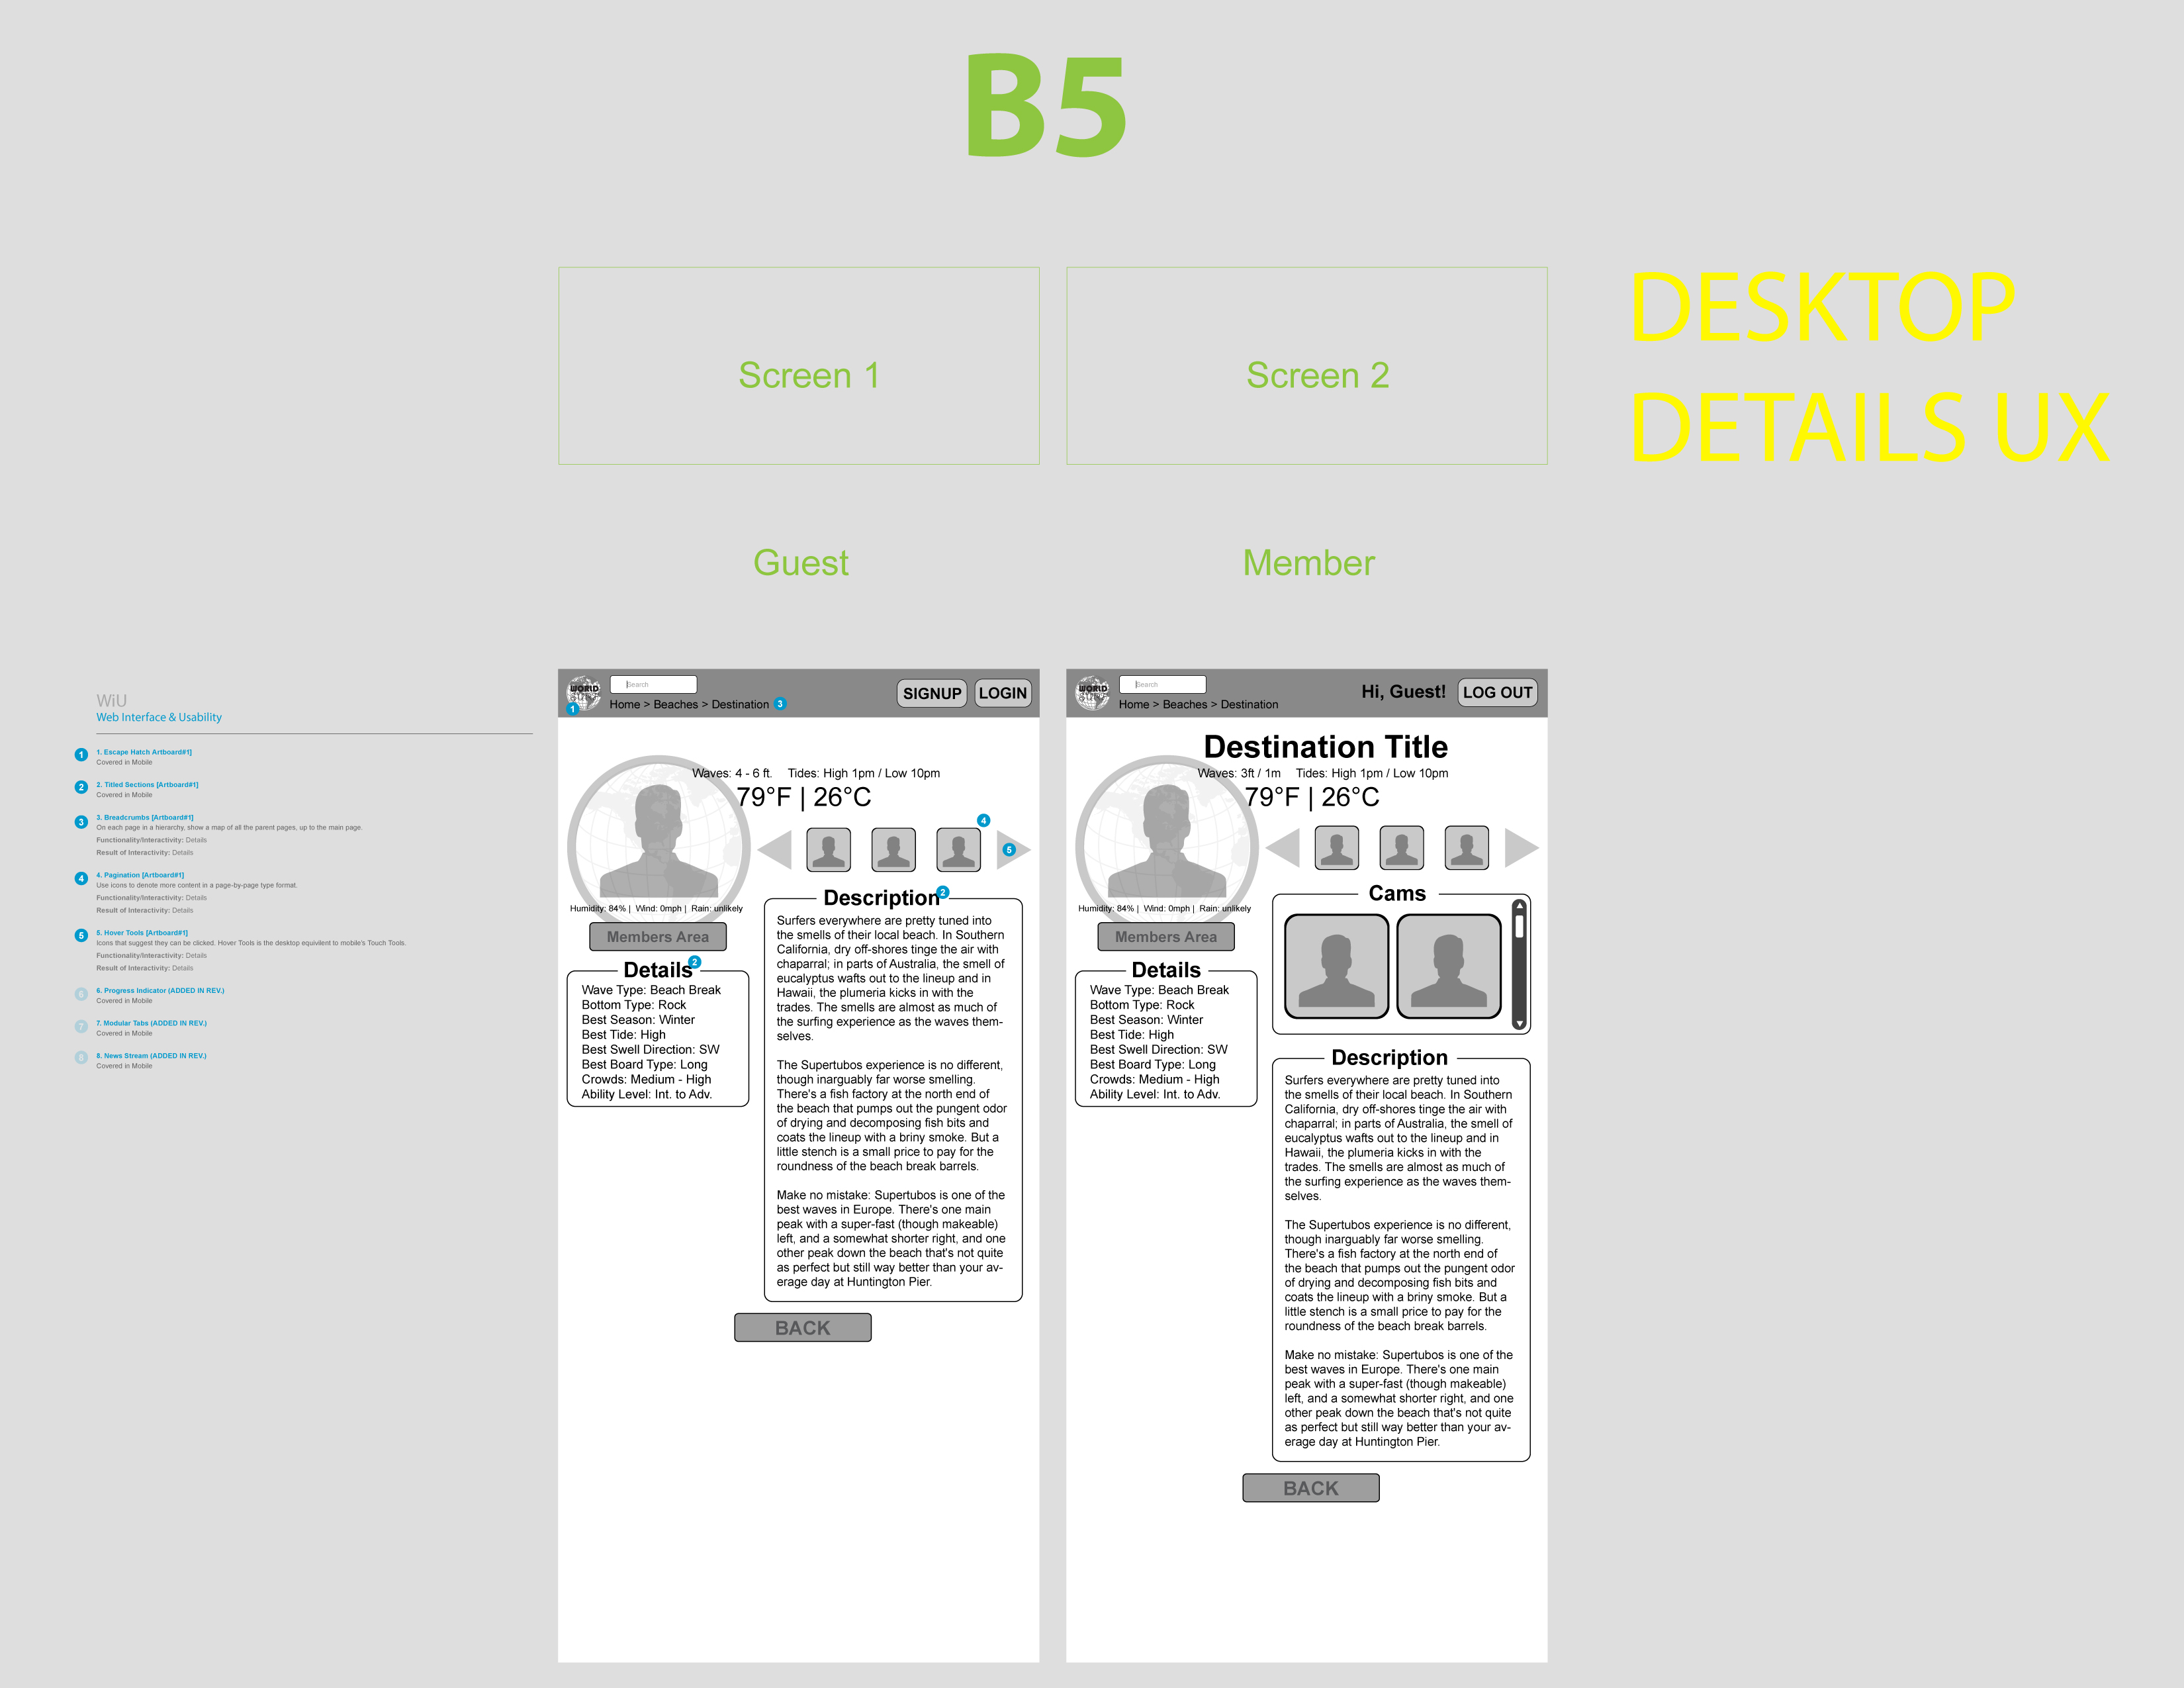 B5
Screen 1
Screen 2
DESKTOP
DETAILS UX
Guest
Member
WiU
Web Interface & Usability
1
1. Escape Hatch Artboard#1]
Covered in Mobile
2
2. Titled Sections [Artboard#1]
Covered in Mobile
3
3. Breadcrumbs [Artboard#1]
On each page in a hierarchy, show a map of all the parent pages, up to the main page.
Functionality/Interactivity: Details
Result of Interactivity: Details
4
4. Pagination [Artboard#1]
Use icons to denote more content in a page-by-page type format.
Functionality/Interactivity: Details
Result of Interactivity: Details
5
5. Hover Tools [Artboard#1]
Icons that suggest they can be clicked. Hover Tools is the desktop equivilent to mobile's Touch Tools.
Functionality/Interactivity: Details
Result of Interactivity: Details
6
6. Progress Indicator (ADDED IN REV.)
Covered in Mobile
7
7. Modular Tabs (ADDED IN REV.)
Covered in Mobile
8
8. News Stream (ADDED IN REV.)
Covered in Mobile
WORLD
1
Search
Home > Beaches > Destination
3
SIGNUP
LOGIN
Waves: 4 - 6 ft. Tides: High 1pm / Low 10pm
79°F | 26°C
4
5
Humidity: 84% | Wind: 0mph | Rain: unlikely
Members Area
Details
2
Wave Type: Beach Break
Bottom Type: Rock
Best Season: Winter
Best Tide: High
Best Swell Direction: SW
Best Board Type: Long
Crowds: Medium - High
Ability Level: Int. to Adv.
Description
2
Surfers everywhere are pretty tuned into
the smells of their local beach. In Southern
California, dry off-shores tinge the air with
chaparral; in parts of Australia, the smell of
eucalyptus wafts out to the lineup and in
Hawaii, the plumeria kicks in with the
trades. The smells are almost as much of
the surfing experience as the waves them-
selves.
The Supertubos experience is no different,
though inarguably far worse smelling.
There's a fish factory at the north end of
the beach that pumps out the pungent odor
of drying and decomposing fish bits and
coats the lineup with a briny smoke. But a
little stench is a small price to pay for the
roundness of the beach break barrels.
Make no mistake: Supertubos is one of the
best waves in Europe. There's one main
peak with a super-fast (though makeable)
left, and a somewhat shorter right, and one
other peak down the beach that's not quite
as perfect but still way better than your av-
erage day at Huntington Pier.
BACK
WORLD
Search
Home > Beaches > Destination
Hi, Guest!
LOG OUT
Destination Title
Waves: 3ft / 1m Tides: High 1pm / Low 10pm
79°F | 26°C
Humidity: 84% | Wind: 0mph | Rain: unlikely
Members Area
Details
Wave Type: Beach Break
Bottom Type: Rock
Best Season: Winter
Best Tide: High
Best Swell Direction: SW
Best Board Type: Long
Crowds: Medium - High
Ability Level: Int. to Adv.
Cams
Description
Surfers everywhere are pretty tuned into
the smells of their local beach. In Southern
California, dry off-shores tinge the air with
chaparral; in parts of Australia, the smell of
eucalyptus wafts out to the lineup and in
Hawaii, the plumeria kicks in with the
trades. The smells are almost as much of
the surfing experience as the waves them-
selves.
The Supertubos experience is no different,
though inarguably far worse smelling.
There's a fish factory at the north end of
the beach that pumps out the pungent odor
of drying and decomposing fish bits and
coats the lineup with a briny smoke. But a
little stench is a small price to pay for the
roundness of the beach break barrels.
Make no mistake: Supertubos is one of the
best waves in Europe. There's one main
peak with a super-fast (though makeable)
left, and a somewhat shorter right, and one
other peak down the beach that's not quite
as perfect but still way better than your av-
erage day at Huntington Pier.
BACK